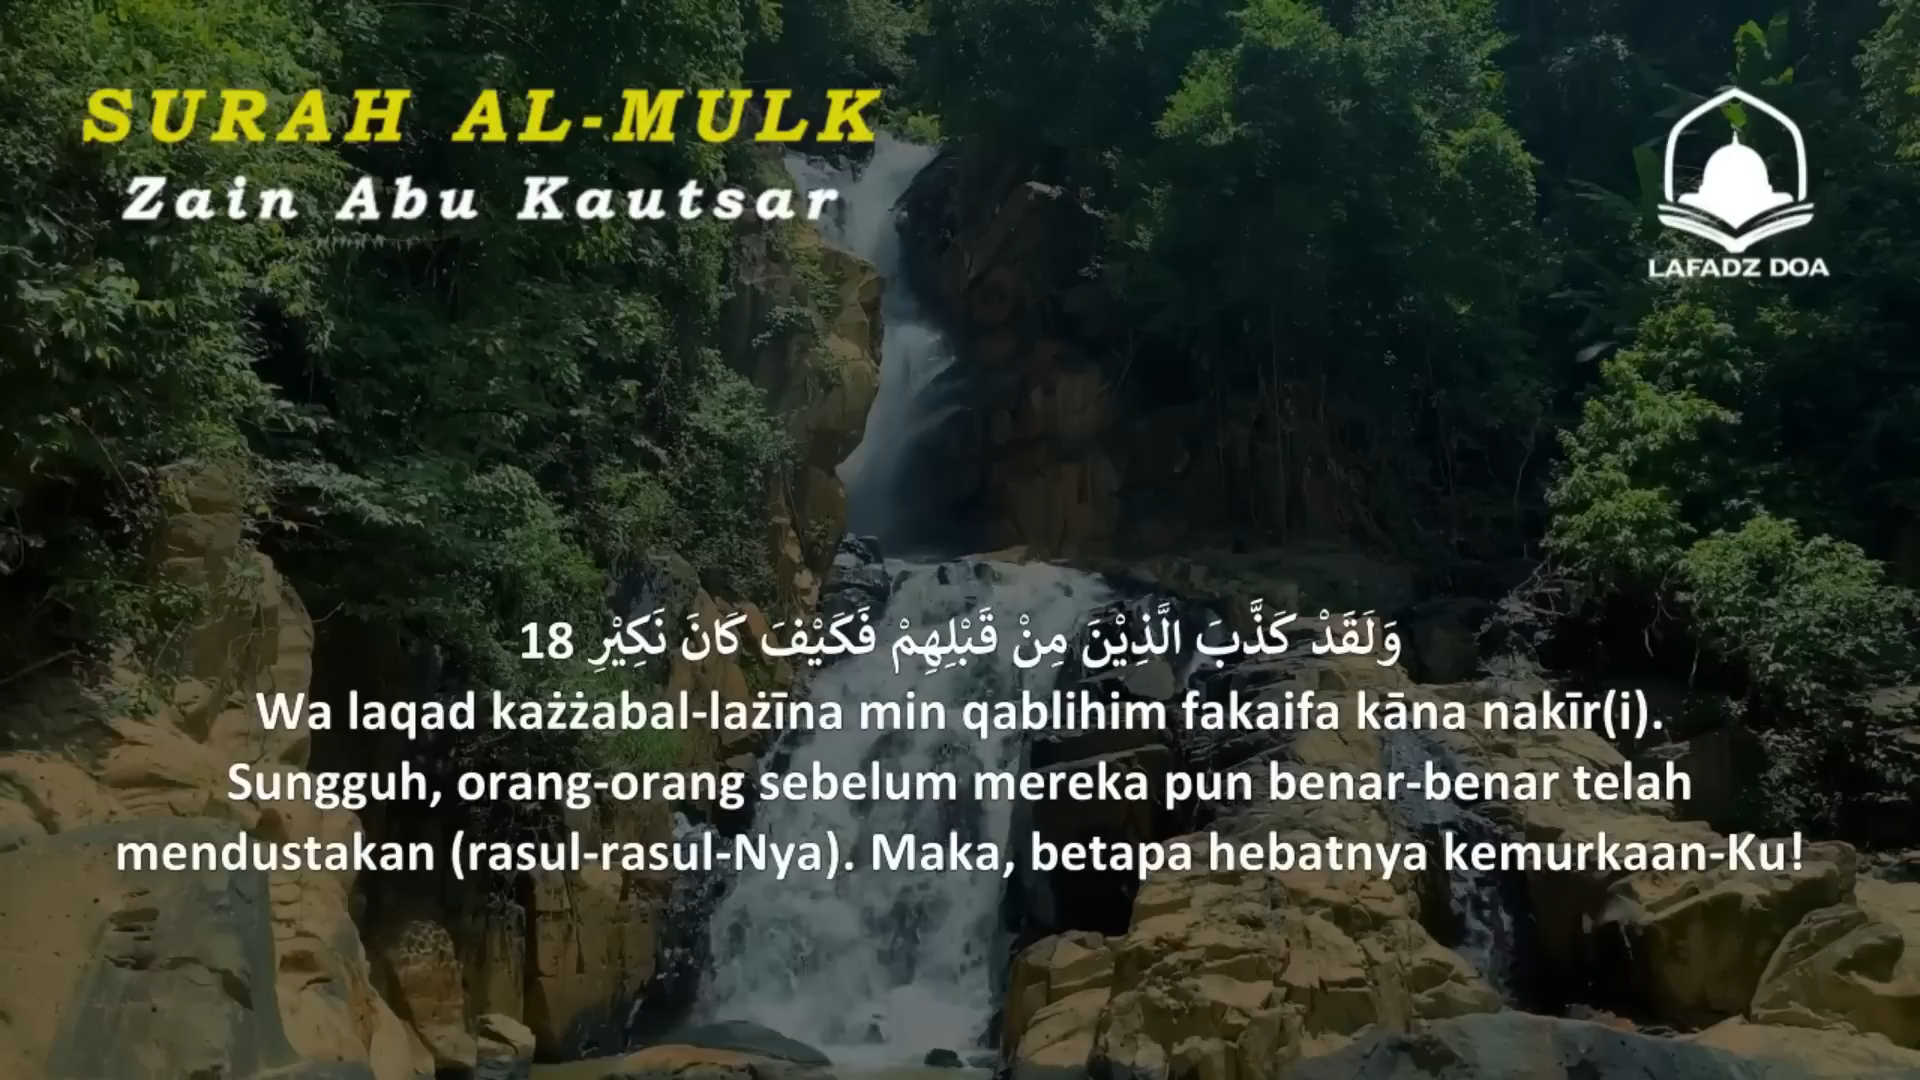 SURAH AL-MULK
Zain Abu Kautsar
LAFADZ DOA
وَلَقَدْ كَذَّبَ الَّذِيْنَ مِنْ قَبْلِهِمْ فَكَيْفَ كَانَ نَكِيْرِ 18
Wa laqad każżabal-lażīna min qablihim fakaifa kāna nakīr(i).
Sungguh, orang-orang sebelum mereka pun benar-benar telah
mendustakan (rasul-rasul-Nya). Maka, betapa hebatnya kemurkaan-Ku!